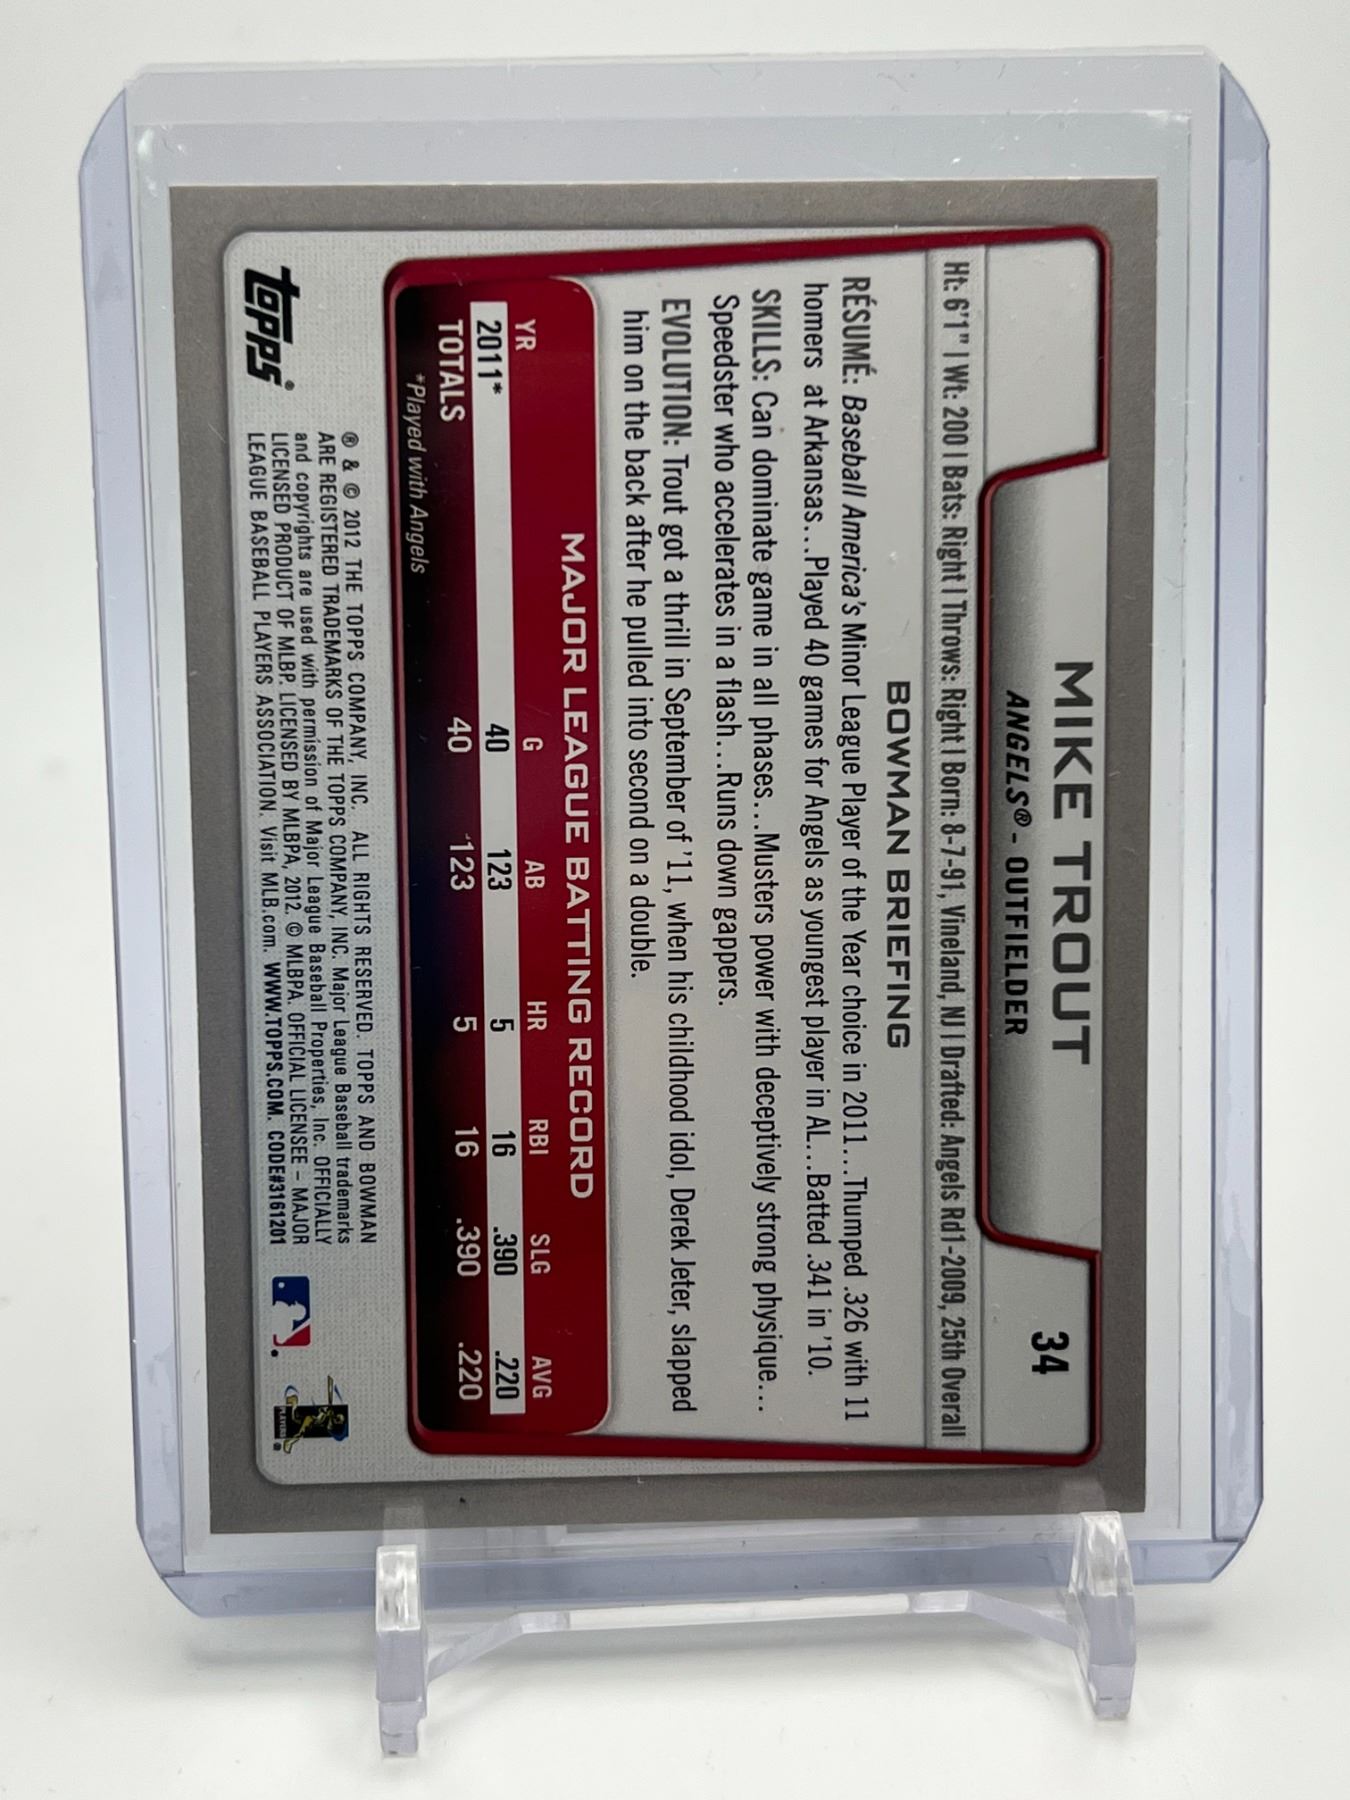 34
MIKE TROUT
ANGELS® - OUTFIELDER
Ht: 6'1" | Wt: 200 | Bats: Right | Throws: Right | Born: 8-7-91, Vineland, NJ | Drafted: Angels Rd1-2009, 25th Overall
BOWMAN BRIEFING
RÉSUMÉ: Baseball America's Minor League Player of the Year choice in 2011...Thumped .326 with 11
homers at Arkansas...Played 40 games for Angels as youngest player in AL...Batted .341 in '10.
SKILLS: Can dominate game in all phases...Musters power with deceptively strong physique...
Speedster who accelerates in a flash...Runs down gappers.
EVOLUTION: Trout got a thrill in September of '11, when his childhood idol, Derek Jeter, slapped
him on the back after he pulled into second on a double.
MAJOR LEAGUE BATTING RECORD
YR G AB HR RBI SLG AVG
2011* 40 123 5 16 .390 .220
TOTALS 40 123 5 16 .390 .220
*Played with Angels
® & © 2012 THE TOPPS COMPANY, INC. ALL RIGHTS RESERVED. TOPPS AND BOWMAN
ARE REGISTERED TRADEMARKS OF THE TOPPS COMPANY, INC. Major League Baseball trademarks
and copyrights are used with permission of Major League Baseball Properties, Inc. OFFICIALLY
LICENSED PRODUCT OF MLBP. LICENSED BY MLBPA, 2012. © MLBPA. OFFICIAL LICENSEE – MAJOR
LEAGUE BASEBALL PLAYERS ASSOCIATION. Visit MLB.com. WWW.TOPPS.COM. CODE#3161201
topps®
PLAYERS